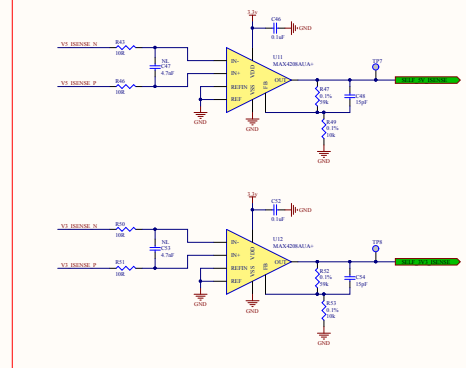 3.3v
C46
0.1uF
GND
V5_ISENSE_N
R43
10R
NL
C47
4.7uF
V5_ISENSE_P
R46
10R
U11
MAX4208AUA+
IN-
IN+
REFIN
REF
VDD
VSS
OUT
FB
GND
GND
TP7
SELF_5V_ISENSE
R47
0.1%
39k
C48
15pF
R49
0.1%
10k
GND
3.3v
C52
0.1uF
GND
V3_ISENSE_N
R50
10R
NL
C53
4.7uF
V3_ISENSE_P
R51
10R
U12
MAX4208AUA+
IN-
IN+
REFIN
REF
VDD
VSS
OUT
FB
GND
GND
TP8
SELF_3V3_ISENSE
R52
0.1%
39k
C54
15pF
R53
0.1%
10k
GND